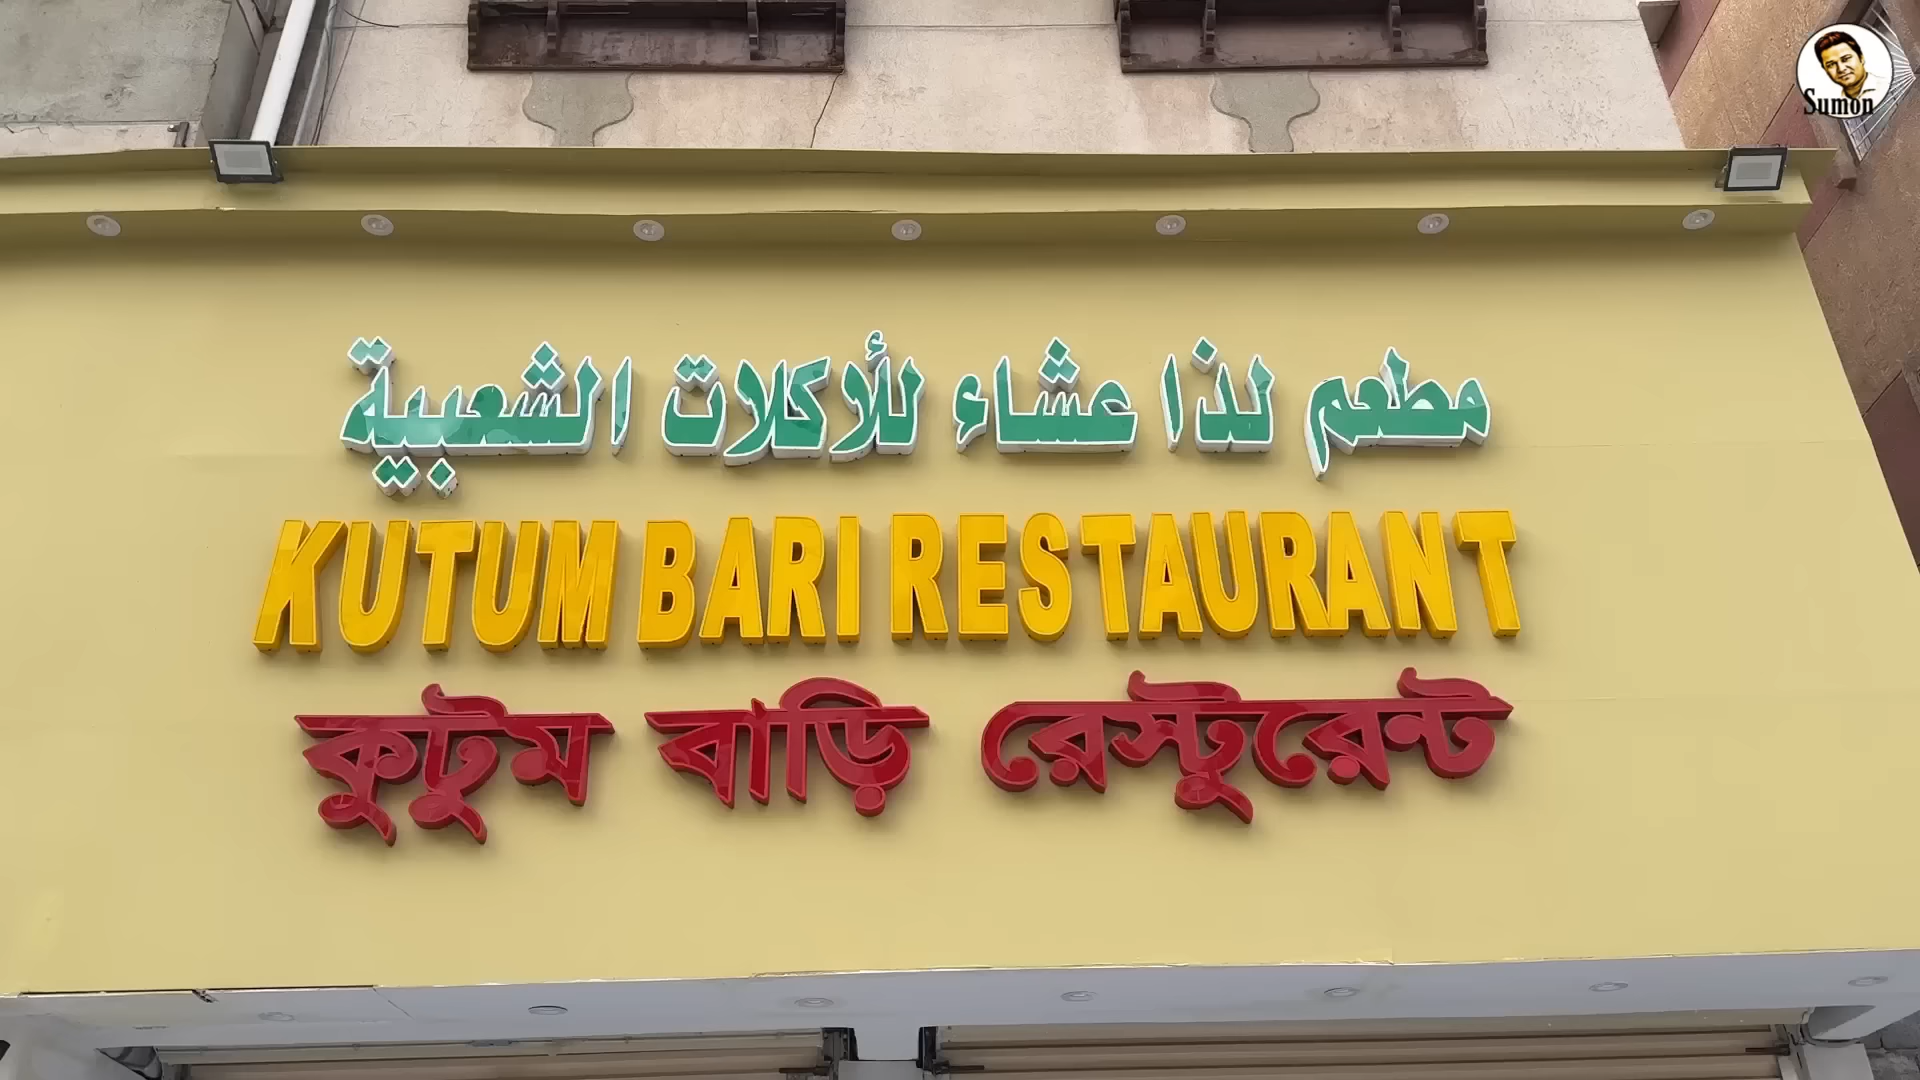 Sumon
مطعم لذا عشاء للأكلات الشعبية
KUTUM BARI RESTAURANT
কুটুম বাড়ি রেস্টুরেন্ট